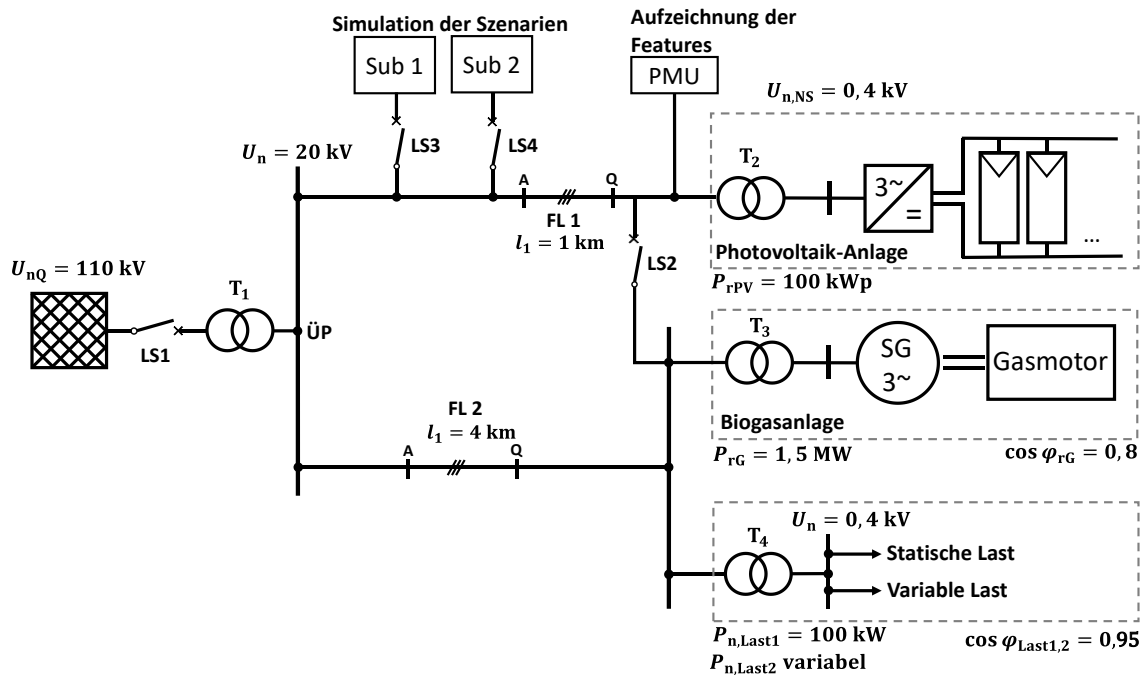 Simulation der Szenarien
Sub 1
Sub 2
Aufzeichnung der
Features
PMU
LS3
LS4
U_n = 20 kV
A
Q
FL 1
l_1 = 1 km
LS2
U_n,NS = 0,4 kV
T_2
3~
=
...
Photovoltaik-Anlage
P_rPV = 100 kWp
U_nQ = 110 kV
LS1
T_1
ÜP
T_3
SG
3~
Gasmotor
Biogasanlage
P_rG = 1,5 MW
cos φ_rG = 0,8
FL 2
l_1 = 4 km
A
Q
T_4
U_n = 0,4 kV
Statische Last
Variable Last
P_n,Last1 = 100 kW
cos φ_Last1,2 = 0,95
P_n,Last2 variabel